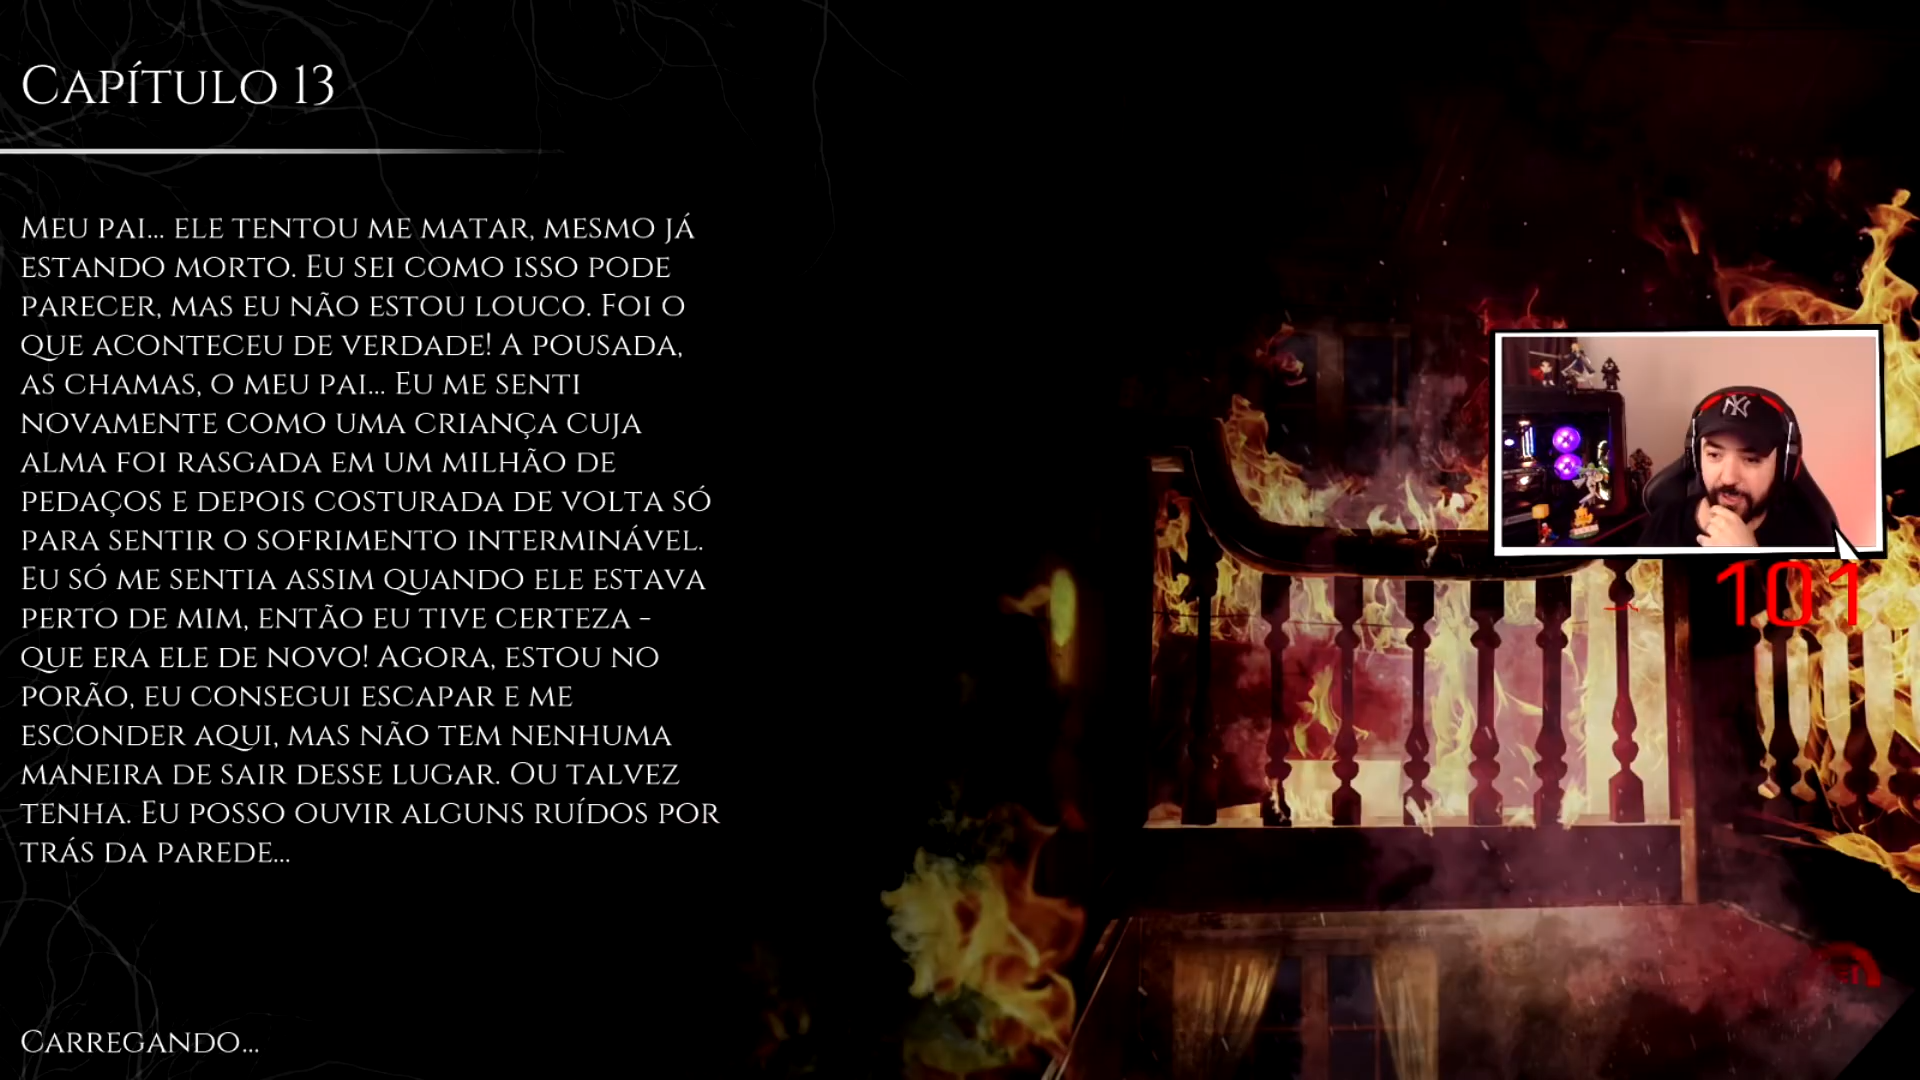 Capítulo 13
Meu pai... ele tentou me matar, mesmo já
estando morto. Eu sei como isso pode
parecer, mas eu não estou louco. Foi o
que aconteceu de verdade! A pousada,
as chamas, o meu pai... Eu me senti
novamente como uma criança cuja
alma foi rasgada em um milhão de
pedaços e depois costurada de volta só
para sentir o sofrimento interminável.
Eu só me sentia assim quando ele estava
perto de mim, então eu tive certeza -
que era ele de novo! Agora, estou no
porão, eu consegui escapar e me
esconder aqui, mas não tem nenhuma
maneira de sair desse lugar. Ou talvez
tenha. Eu posso ouvir alguns ruídos por
trás da parede...
Carregando...
NY
101